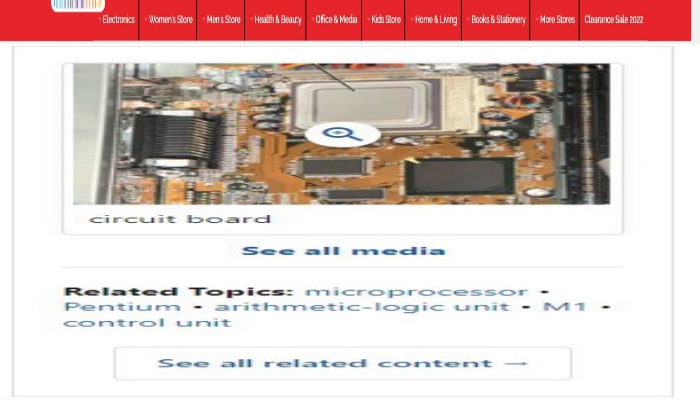 Electronics Women's Store Men's Store Health & Beauty Office & Media Kids Store Home & Living Books & Stationery More Stores Clearance Sale 2022
circuit board
See all media
Related Topics: microprocessor •
Pentium • arithmetic-logic unit • M1 •
control unit
See all related content →